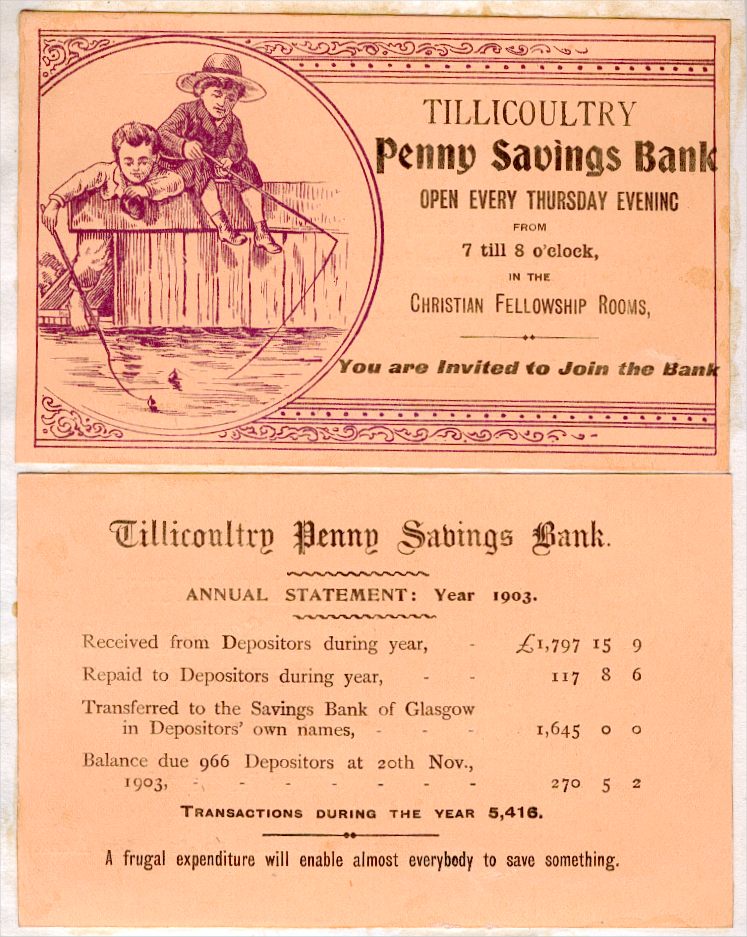 TILLICOULTRY
Penny Savings Bank
OPEN EVERY THURSDAY EVENING
FROM
7 till 8 o'clock,
IN THE
CHRISTIAN FELLOWSHIP ROOMS,
You are Invited to Join the Bank
Tillicoultry Penny Savings Bank.
ANNUAL STATEMENT: Year 1903.
Received from Depositors during year, - £1,797 15 9
Repaid to Depositors during year, - - 117 8 6
Transferred to the Savings Bank of Glasgow
in Depositors' own names, - - - 1,645 0 0
Balance due 966 Depositors at 20th Nov.,
1903, - - - - - - - 270 5 2
TRANSACTIONS DURING THE YEAR 5,416.
A frugal expenditure will enable almost everybody to save something.